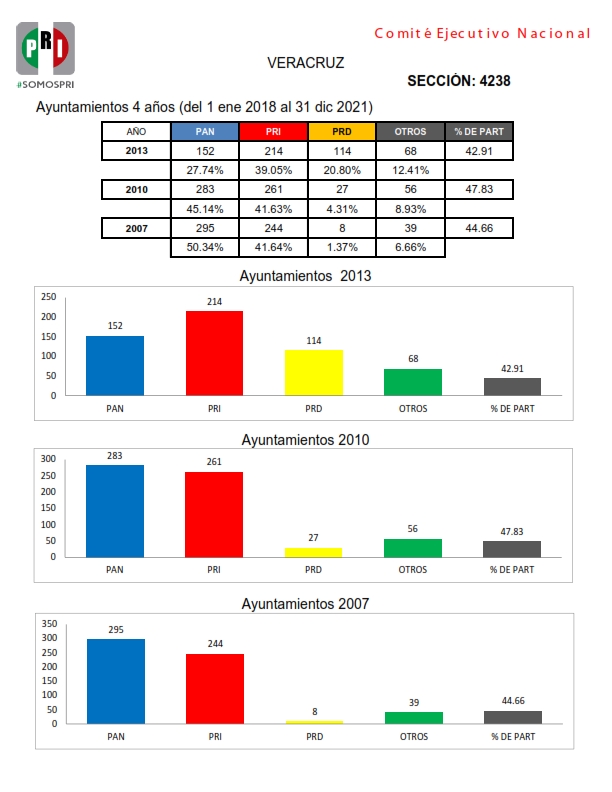 Comité Ejecutivo Nacional
PRI
#SOMOSPRI
VERACRUZ
SECCIÓN: 4238
Ayuntamientos 4 años (del 1 ene 2018 al 31 dic 2021)
AÑO PAN PRI PRD OTROS % DE PART
2013 152 214 114 68 42.91
27.74% 39.05% 20.80% 12.41%
2010 283 261 27 56 47.83
45.14% 41.63% 4.31% 8.93%
2007 295 244 8 39 44.66
50.34% 41.64% 1.37% 6.66%
Ayuntamientos 2013
250
200
150
100
50
0
152
214
114
68
42.91
PAN PRI PRD OTROS % DE PART
Ayuntamientos 2010
300
250
200
150
100
50
0
283
261
27
56
47.83
PAN PRI PRD OTROS % DE PART
Ayuntamientos 2007
350
300
250
200
150
100
50
0
295
244
8
39
44.66
PAN PRI PRD OTROS % DE PART